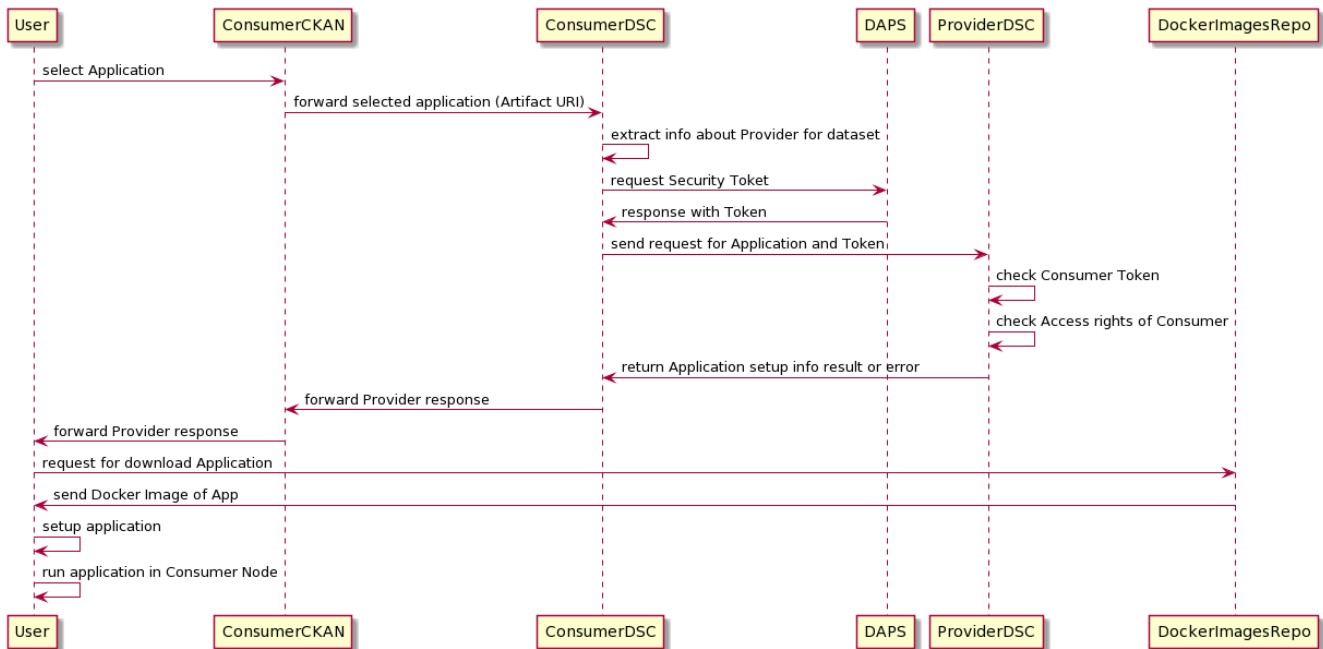 User ConsumerCKAN ConsumerDSC DAPS ProviderDSC DockerImagesRepo
select Application
forward selected application (Artifact URI)
extract info about Provider for dataset
request Security Toket
response with Token
send request for Application and Token
check Consumer Token
check Access rights of Consumer
return Application setup info result or error
forward Provider response
forward Provider response
request for download Application
send Docker Image of App
setup application
run application in Consumer Node
User ConsumerCKAN ConsumerDSC DAPS ProviderDSC DockerImagesRepo